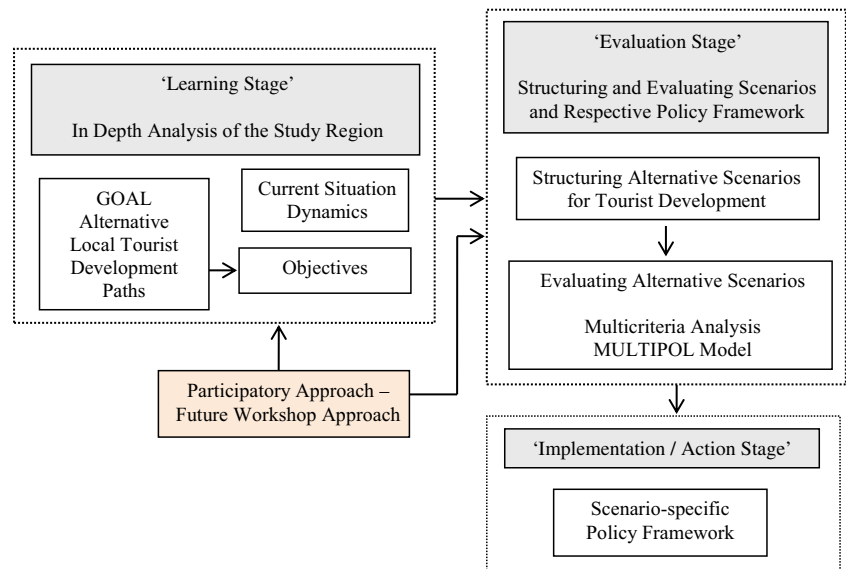 ‘Learning Stage’
In Depth Analysis of the Study Region
GOAL
Alternative
Local Tourist
Development
Paths
Current Situation
Dynamics
Objectives
Participatory Approach –
Future Workshop Approach
‘Evaluation Stage’
Structuring and Evaluating Scenarios
and Respective Policy Framework
Structuring Alternative Scenarios
for Tourist Development
Evaluating Alternative Scenarios
Multicriteria Analysis
MULTIPOL Model
‘Implementation / Action Stage’
Scenario-specific
Policy Framework